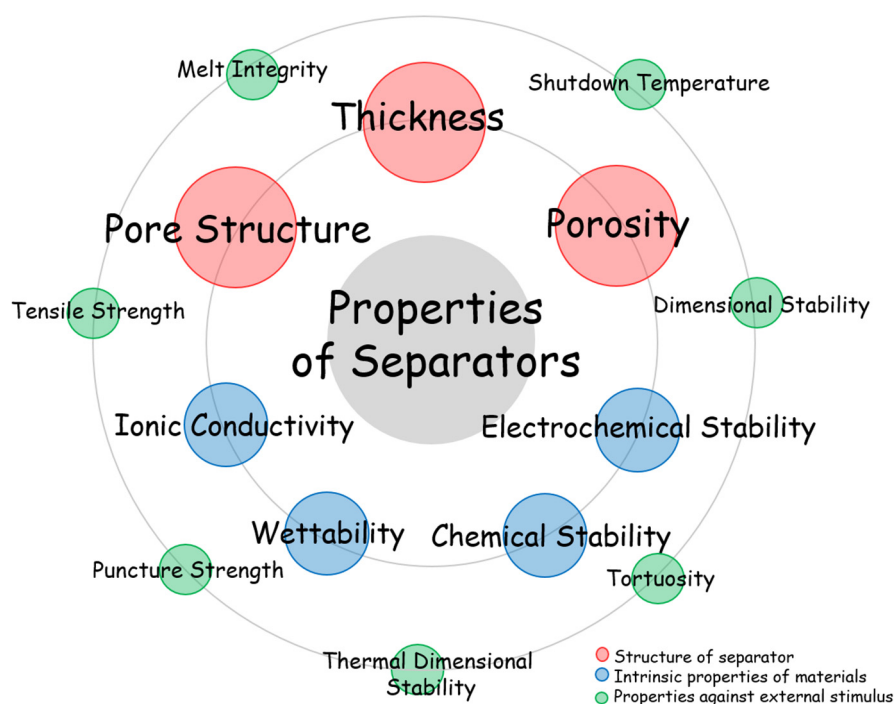 Melt Integrity
Shutdown Temperature
Thickness
Pore Structure
Porosity
Tensile Strength
Dimensional Stability
Properties
of Separators
Ionic Conductivity
Electrochemical Stability
Wettability
Chemical Stability
Puncture Strength
Tortuosity
Thermal Dimensional
Stability
Structure of separator
Intrinsic properties of materials
Properties against external stimulus